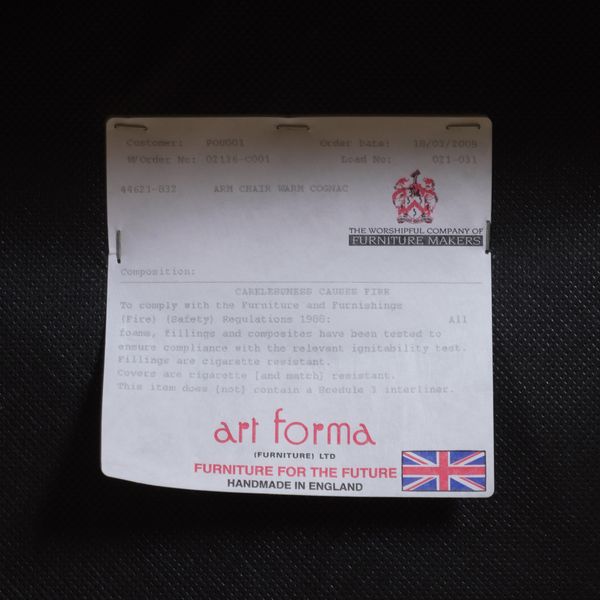 Customer: POUG01 Order Date: 18/03/2009
W/Order No: 02136-C001 Load No: 021-031
44621-B32 ARM CHAIR WARM COGNAC
THE WORSHIPFUL COMPANY OF
FURNITURE MAKERS
Composition:
CARELESSNESS CAUSES FIRE
To comply with the Furniture and Furnishings
(Fire) (Safety) Regulations 1988: All
foams, fillings and composites have been tested to
ensure compliance with the relevant ignitability test.
Fillings are cigarette resistant.
Covers are cigarette [and match] resistant.
This item does (not) contain a Scedule 3 interliner.
art forma
(FURNITURE) LTD
FURNITURE FOR THE FUTURE
HANDMADE IN ENGLAND